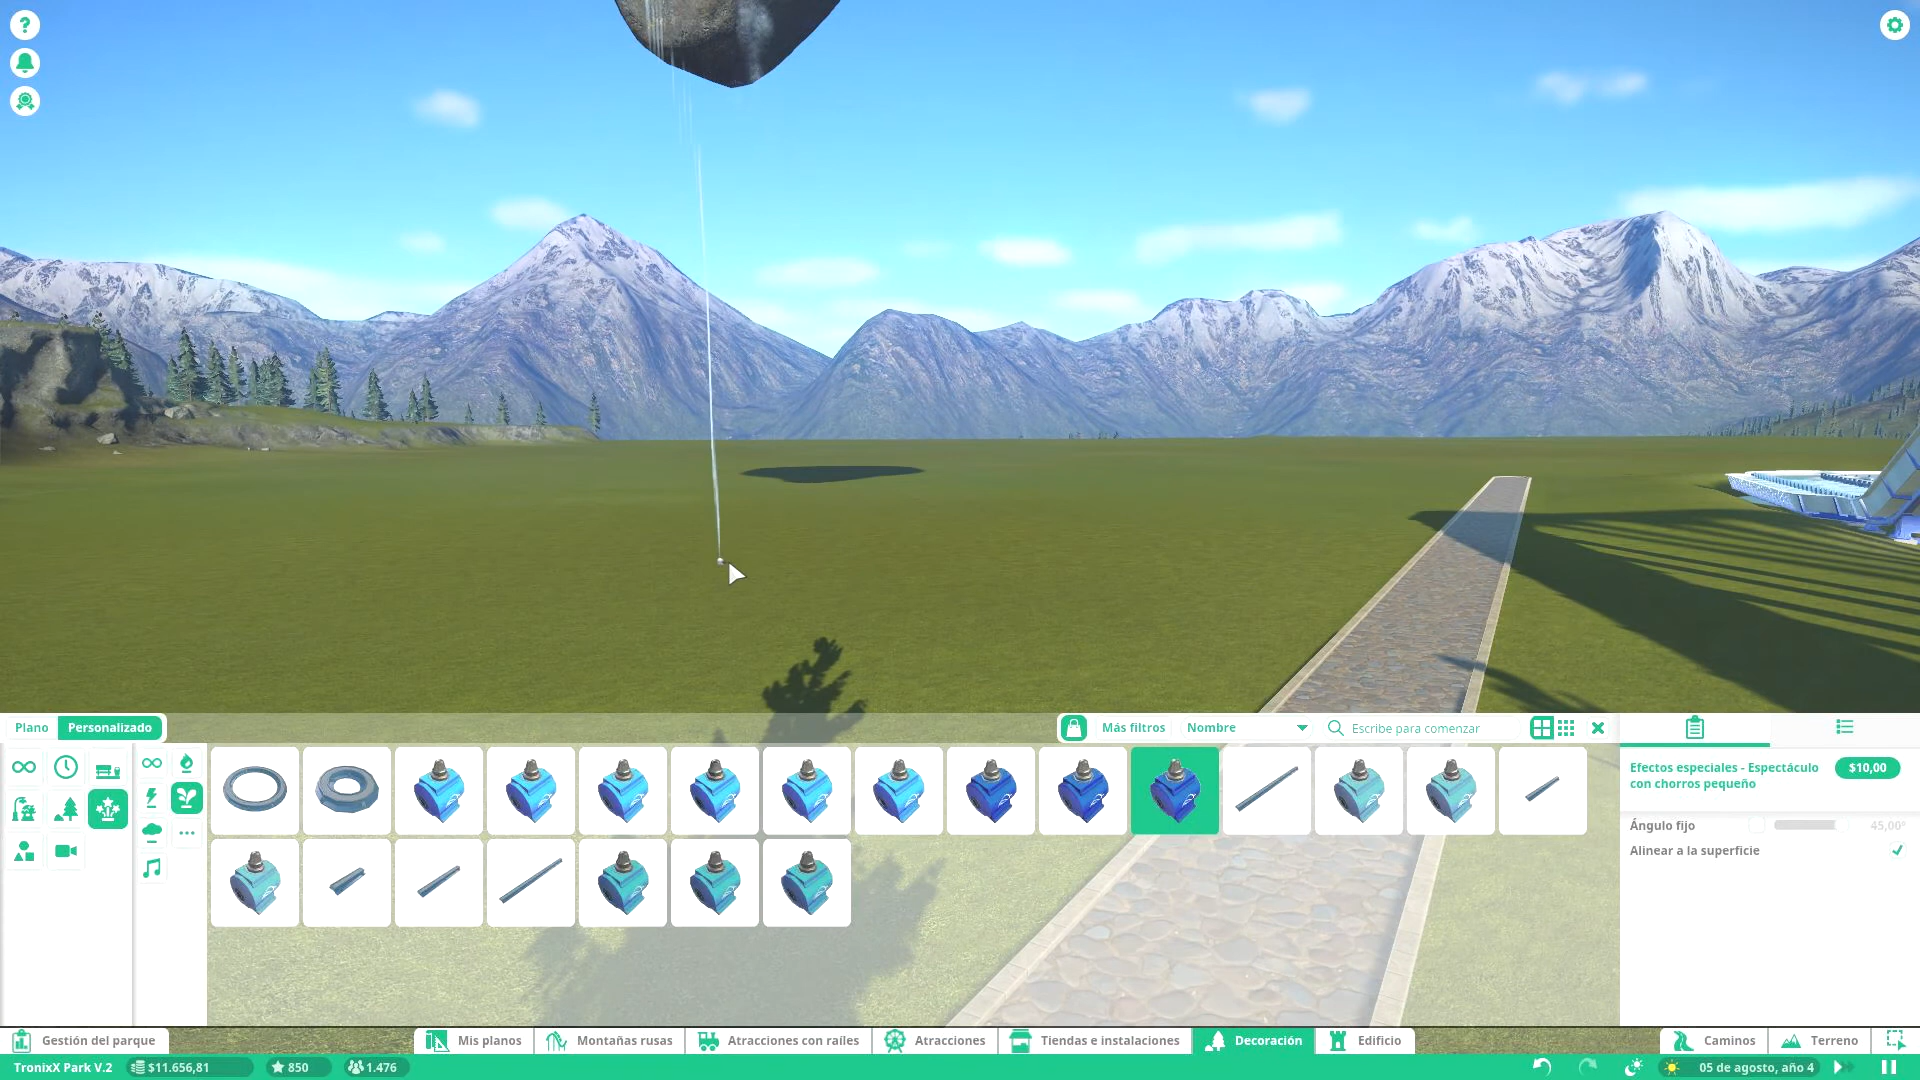 Plano
Personalizado
Más filtros
Nombre
Escribe para comenzar
Efectos especiales - Espectáculo
con chorros pequeño
$10,00
Ángulo fijo
45,00°
Alinear a la superficie
Gestión del parque
Mis planos
Montañas rusas
Atracciones con raíles
Atracciones
Tiendas e instalaciones
Decoración
Edificio
Caminos
Terreno
TronixX Park V.2
$11.656,81
850
1.476
05 de agosto, año 4